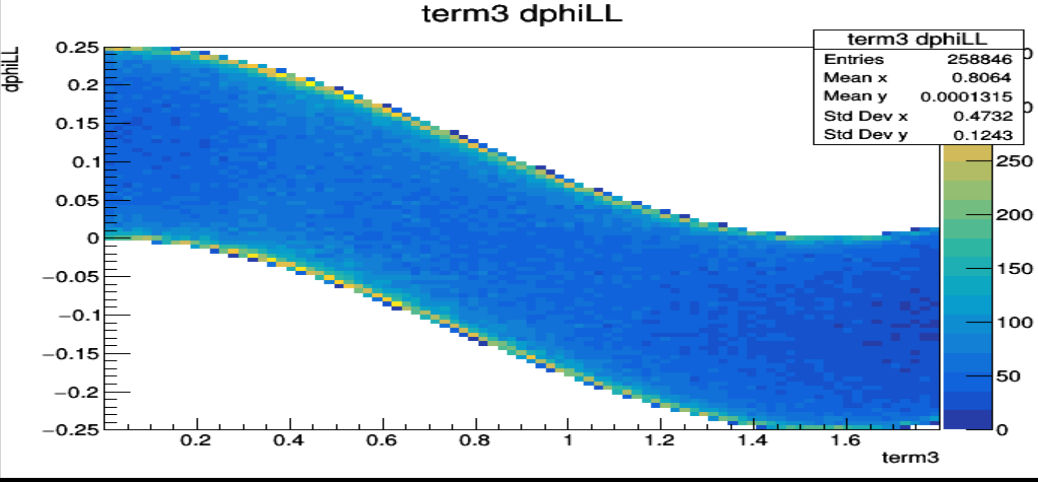 term3 dphiLL
dphiLL
term3 dphiLL
Entries 258846
Mean x 0.8064
Mean y 0.0001315
Std Dev x 0.4732
Std Dev y 0.1243
0.25
0.2
0.15
0.1
0.05
0
−0.05
−0.1
−0.15
−0.2
−0.25
0.2 0.4 0.6 0.8 1 1.2 1.4 1.6
term3
250
200
150
100
50
0